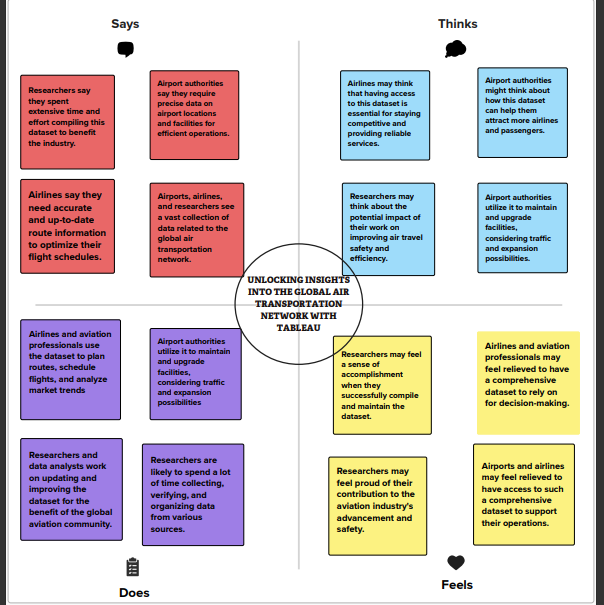 Says
Thinks
Researchers say
they spent
extensive time and
effort compiling this
dataset to benefit
the industry.
Airport authorities
say they require
precise data on
airport locations
and facilities for
efficient operations.
Airlines may think
that having access
to this dataset is
essential for staying
competitive and
providing reliable
services.
Airport authorities
might think about
how this dataset
can help them
attract more airlines
and passengers.
Airlines say they
need accurate
and up-to-date
route information
to optimize their
flight schedules.
Airports, airlines,
and researchers see
a vast collection of
data related to the
global air
transportation
network.
Researchers may
think about the
potential impact of
their work on
improving air travel
safety and
efficiency.
Airport authorities
utilize it to maintain
and upgrade
facilities,
considering traffic
and expansion
possibilities.
UNLOCKING INSIGHTS
INTO THE GLOBAL AIR
TRANSPORTATION
NETWORK WITH
TABLEAU
Airlines and aviation
professionals use
the dataset to plan
routes, schedule
flights, and analyze
market trends
Airport authorities
utilize it to maintain
and upgrade
facilities,
considering traffic
and expansion
possibilities
Researchers may feel
a sense of
accomplishment
when they
successfully compile
and maintain the
dataset.
Airlines and aviation
professionals may
feel relieved to have
a comprehensive
dataset to rely on
for decision-making.
Researchers and
data analysts work
on updating and
improving the
dataset for the
benefit of the global
aviation community.
Researchers are
likely to spend a lot
of time collecting,
verifying, and
organizing data
from various
sources.
Researchers may
feel proud of their
contribution to the
aviation industry's
advancement and
safety.
Airports and airlines
may feel relieved to
have access to such
a comprehensive
dataset to support
their operations.
Does
Feels